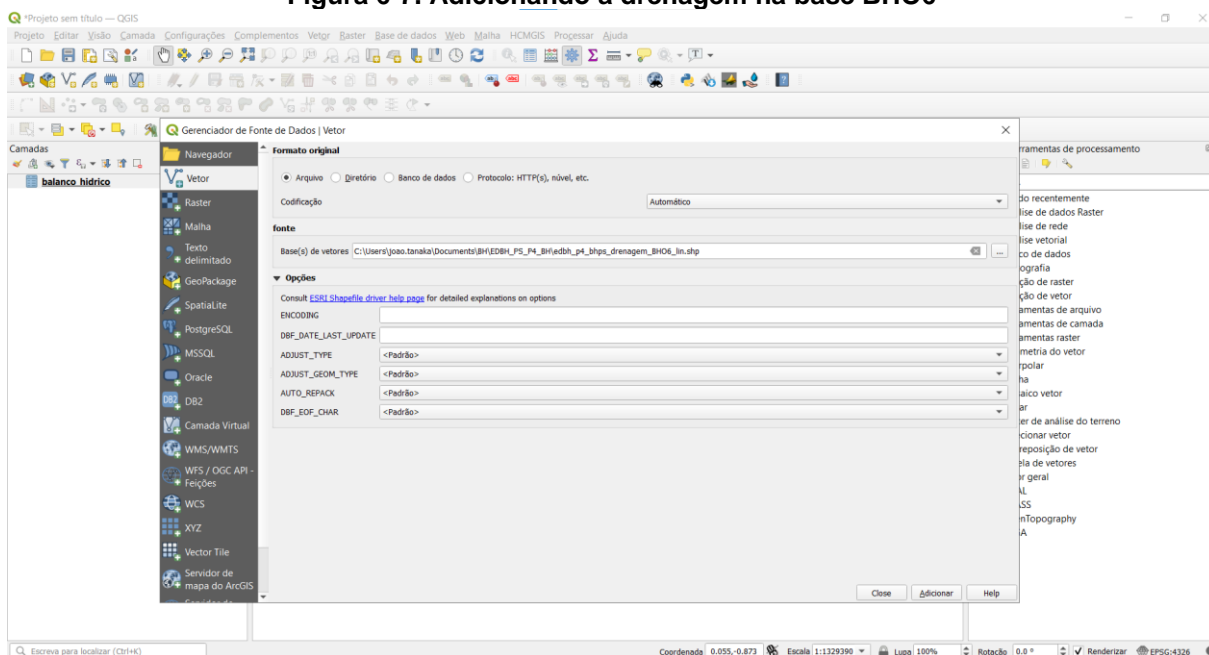 Figura 6 7: Adicionando a drenagem na base BHO6
*Projeto sem título — QGIS
Projeto Editar Visão Camada Configurações Complementos Vetor Raster Base de dados Web Malha HCMGIS Processar Ajuda
Gerenciador de Fonte de Dados | Vetor
Camadas
balanco_hidrico
Navegador
Vetor
Raster
Malha
Texto
delimitado
GeoPackage
SpatiaLite
PostgreSQL
MSSQL
Oracle
DB2
Camada Virtual
WMS/WMTS
WFS / OGC API -
Feições
WCS
XYZ
Vector Tile
Servidor de
mapa do ArcGIS
Formato original
Arquivo Diretório Banco de dados Protocolo: HTTP(s), núvel, etc.
Codificação Automático
fonte
Base(s) de vetores C:\Users\joao.tanaka\Documents\BH\EDBH_PS_P4_BH\edbh_p4_bhps_drenagem_BHO6_lin.shp ...
Opções
Consult ESRI Shapefile driver help page for detailed explanations on options
ENCODING
DBF_DATE_LAST_UPDATE
ADJUST_TYPE <Padrão>
ADJUST_GEOM_TYPE <Padrão>
AUTO_REPACK <Padrão>
DBF_EOF_CHAR <Padrão>
Close Adicionar Help
rramentas de processamento
do recentemente
lise de dados Raster
lise de rede
lise vetorial
co de dados
ografia
ção de raster
ção de vetor
amentas de arquivo
amentas de camada
amentas raster
metria do vetor
rpolar
ha
aico vetor
ar
er de análise do terreno
cionar vetor
reposição de vetor
ela de vetores
or geral
AL
SS
nTopography
A
Escreva para localizar (Ctrl+K)
Coordenada 0.055,-0.873 Escala 1:1329390 Lupa 100% Rotação 0.0 ° Renderizar EPSG:4326